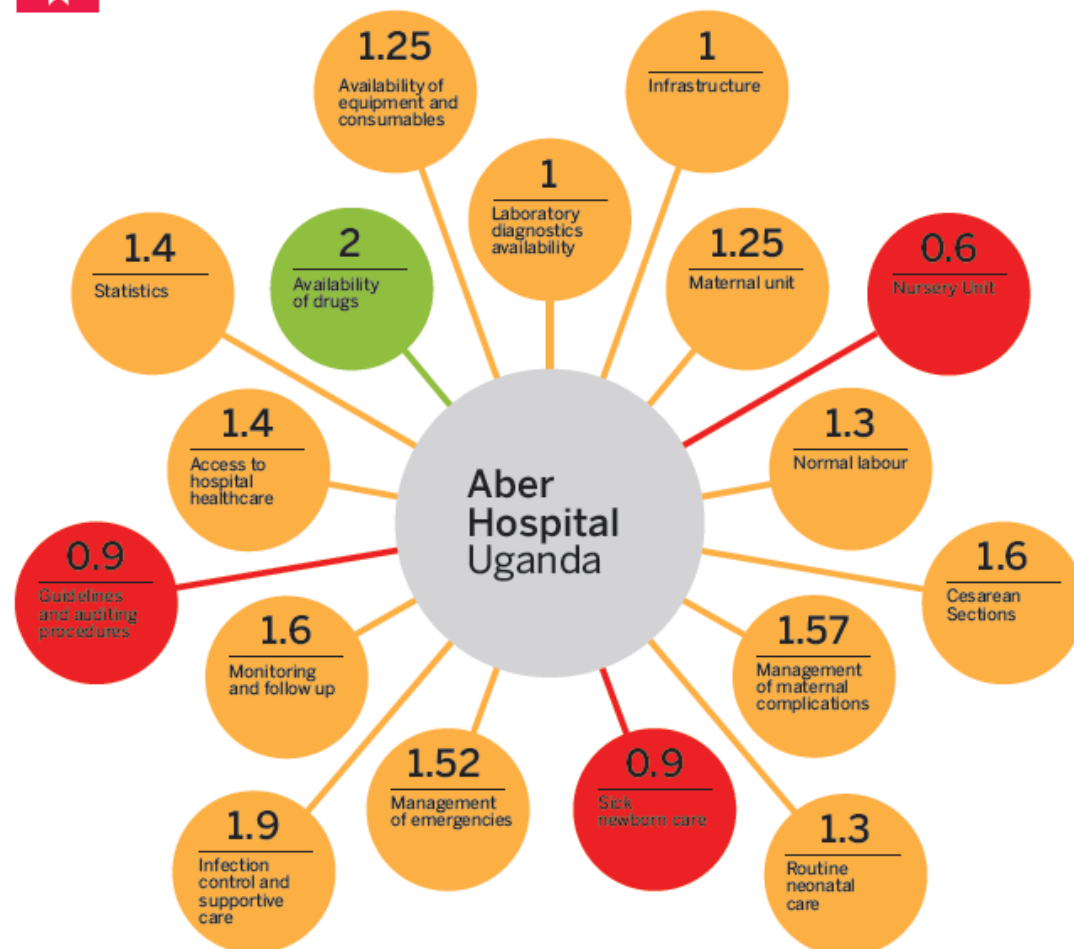 1.25
Availability of
equipment and
consumables
1
Infrastructure
1
Laboratory
diagnostics
availability
1.4
Statistics
2
Availability
of drugs
1.25
Maternal unit
0.6
Nursery Unit
1.4
Access to
hospital
healthcare
1.3
Normal labour
Aber
Hospital
Uganda
0.9
Guidelines
and auditing
procedures
1.6
Cesarean
Sections
1.6
Monitoring
and follow up
1.57
Management
of maternal
complications
1.52
Management
of emergencies
0.9
Sick
newborn care
1.9
Infection
control and
supportive
care
1.3
Routine
neonatal
care